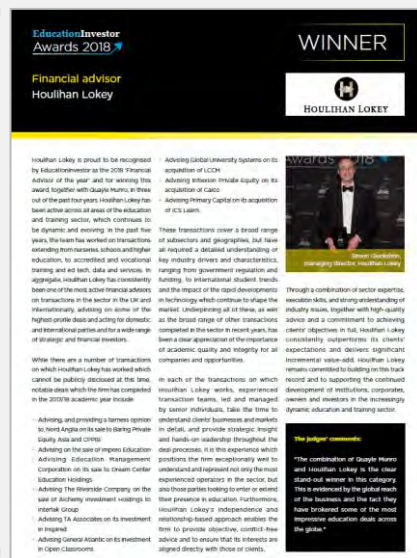 EducationInvestor
Awards 2018
WINNER
Financial advisor
Houlihan Lokey
HOULIHAN LOKEY
Houlihan Lokey is proud to be recognised
by EducationInvestor as the 2018 'Financial
Advisor of the year' and for winning this
award, together with Quayle Munro, in three
out of the past four years. Houlihan Lokey has
been active across all areas of the education
and training sector, which continues to
be dynamic and evolving. In the past five
years, the team has worked on transactions
extending from nurseries, schools and higher
education, to accredited and vocational
training and ed tech, data and services. In
aggregate, Houlihan Lokey has consistently
been one of the most active financial advisors
on transactions in the sector in the UK and
internationally, advising on some of the
highest-profile deals and acting for domestic
and international parties and for a wide range
of strategic and financial investors.
While there are a number of transactions
on which Houlihan Lokey has worked which
cannot be publicly disclosed at this time,
notable deals which the firm has completed
in the 2017/18 academic year include:
· Advising, and providing a fairness opinion
to, Nord Anglia on its sale to Baring Private
Equity Asia and CPPIB
· Advising on the sale of Impero Education
· Advising Education Management
Corporation on its sale to Dream Center
Education Holdings
· Advising The Riverside Company on the
sale of Alchemy Investment Holdings to
Intertek Group
· Advising TA Associates on its investment
in Inspired
· Advising General Atlantic on its investment
in Open Classrooms
· Advising Global University Systems on its
acquisition of LCCM
· Advising Inflexion Private Equity on its
acquisition of Calco
· Advising Primary Capital on its acquisition
of ICS Learn.
These transactions cover a broad range
of subsectors and geographies, but have
all required a detailed understanding of
key industry drivers and characteristics,
ranging from government regulation and
funding, to international student trends
and the impact of the rapid developments
in technology which continue to shape the
market. Underpinning all of these, as well
as the broad range of other transactions
completed in the sector in recent years, has
been a clear appreciation of the importance
of academic quality and integrity for all
companies and opportunities.
In each of the transactions on which
Houlihan Lokey works, experienced
transaction teams, led and managed
by senior individuals, take the time to
understand clients' businesses and markets
in detail, and provide strategic insight
and hands-on leadership throughout the
deal processes. It is this experience which
positions the firm exceptionally well to
understand and represent not only the most
experienced operators in the sector, but
also those parties looking to enter or extend
their presence in education. Furthermore,
Houlihan Lokey's independence and
relationship-based approach enables the
firm to provide objective, conflict-free
advice and to ensure that its interests are
aligned directly with those of clients.
Awards 2018
managing director, Houlihan Lokey
Through a combination of sector expertise,
execution skills, and strong understanding of
industry issues, together with high-quality
advice and a commitment to achieving
clients' objectives in full, Houlihan Lokey
consistently outperforms its clients'
expectations and delivers significant
incremental value-add. Houlihan Lokey
remains committed to building on this track
record and to supporting the continued
development of institutions, corporates,
owners and investors in the increasingly
dynamic education and training sector.
The judges' comments:
"The combination of Quayle Munro
and Houlihan Lokey is the clear
stand-out winner in this category.
This is evidenced by the global reach
of the business and the tact they
have brokered some of the most
impressive education deals across
the globe."